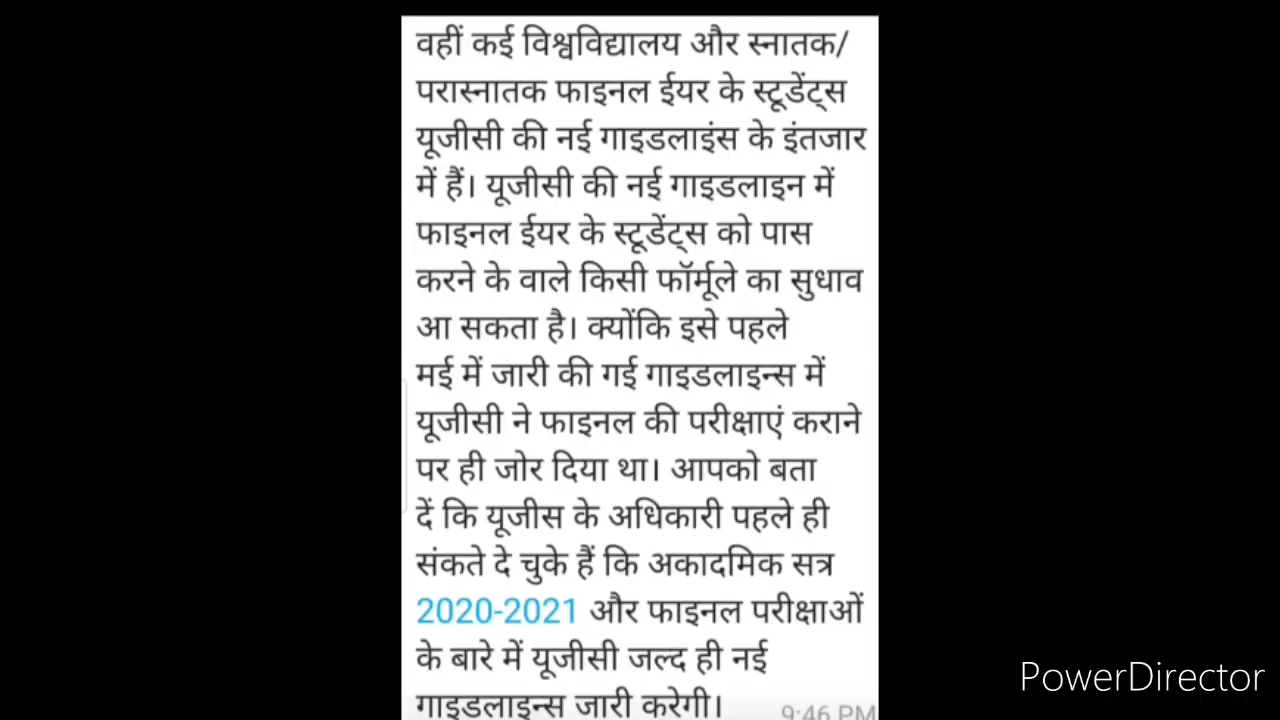 वहीं कई विश्वविद्यालय और स्नातक/
परास्नातक फाइनल ईयर के स्टूडेंट्स
यूजीसी की नई गाइडलाइंस के इंतजार
में हैं। यूजीसी की नई गाइडलाइन में
फाइनल ईयर के स्टूडेंट्स को पास
करने के वाले किसी फॉर्मूले का सुधाव
आ सकता है। क्योंकि इसे पहले
मई में जारी की गई गाइडलाइन्स में
यूजीसी ने फाइनल की परीक्षाएं कराने
पर ही जोर दिया था। आपको बता
दें कि यूजीस के अधिकारी पहले ही
संकते दे चुके हैं कि अकादमिक सत्र
2020-2021 और फाइनल परीक्षाओं
के बारे में यूजीसी जल्द ही नई
गाइडलाइन्स जारी करेगी।
9:46 PM
PowerDirector